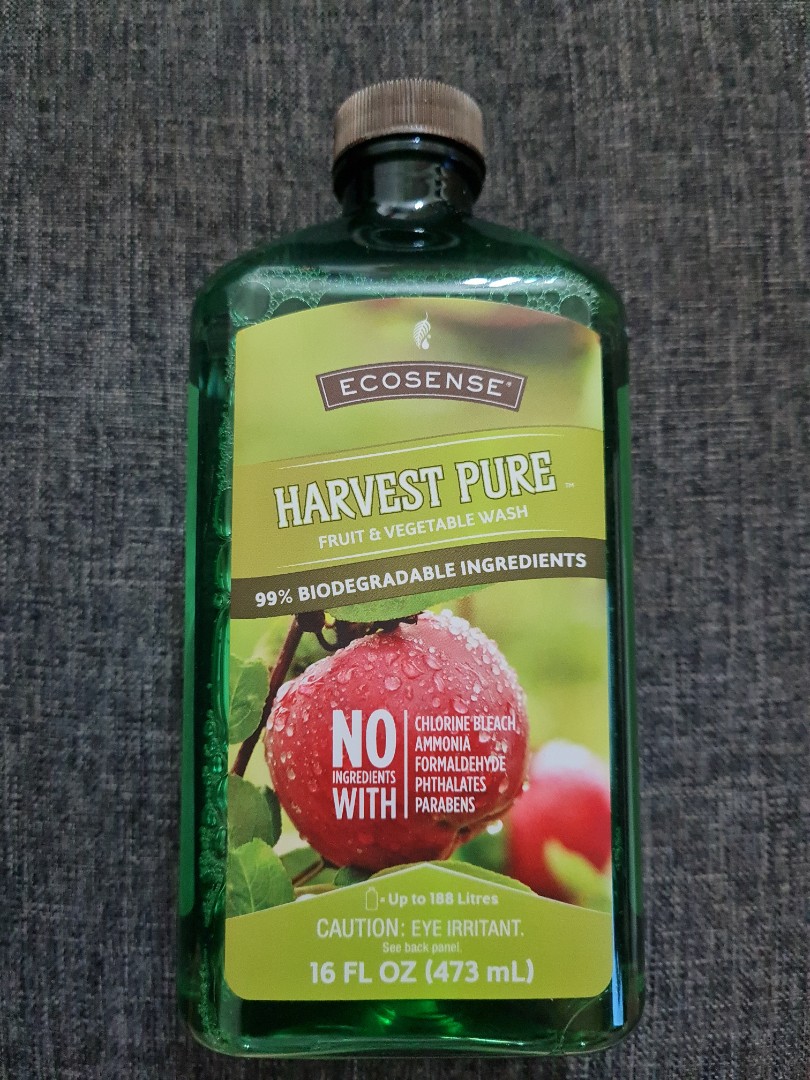 ECOSENSE®
HARVEST PURE™
FRUIT & VEGETABLE WASH
99% BIODEGRADABLE INGREDIENTS
NO
INGREDIENTS
WITH
CHLORINE BLEACH
AMMONIA
FORMALDEHYDE
PHTHALATES
PARABENS
= Up to 188 Litres
CAUTION: EYE IRRITANT.
See back panel.
16 FL OZ (473 mL)